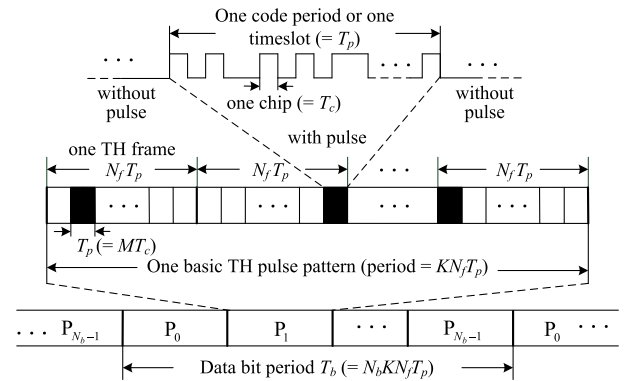 One code period or one
timeslot (= T_p)
· · · · · · · · ·
without pulse
one chip (= T_c)
without pulse
with pulse
one TH frame
N_f T_p N_f T_p · · · N_f T_p
· · · · · · · · · · · ·
T_p (= MT_c)
One basic TH pulse pattern (period = KN_f T_p)
· · · P_{N_b−1} P_0 P_1 · · · P_{N_b−1} P_0 · · ·
Data bit period T_b (= N_b KN_f T_p)